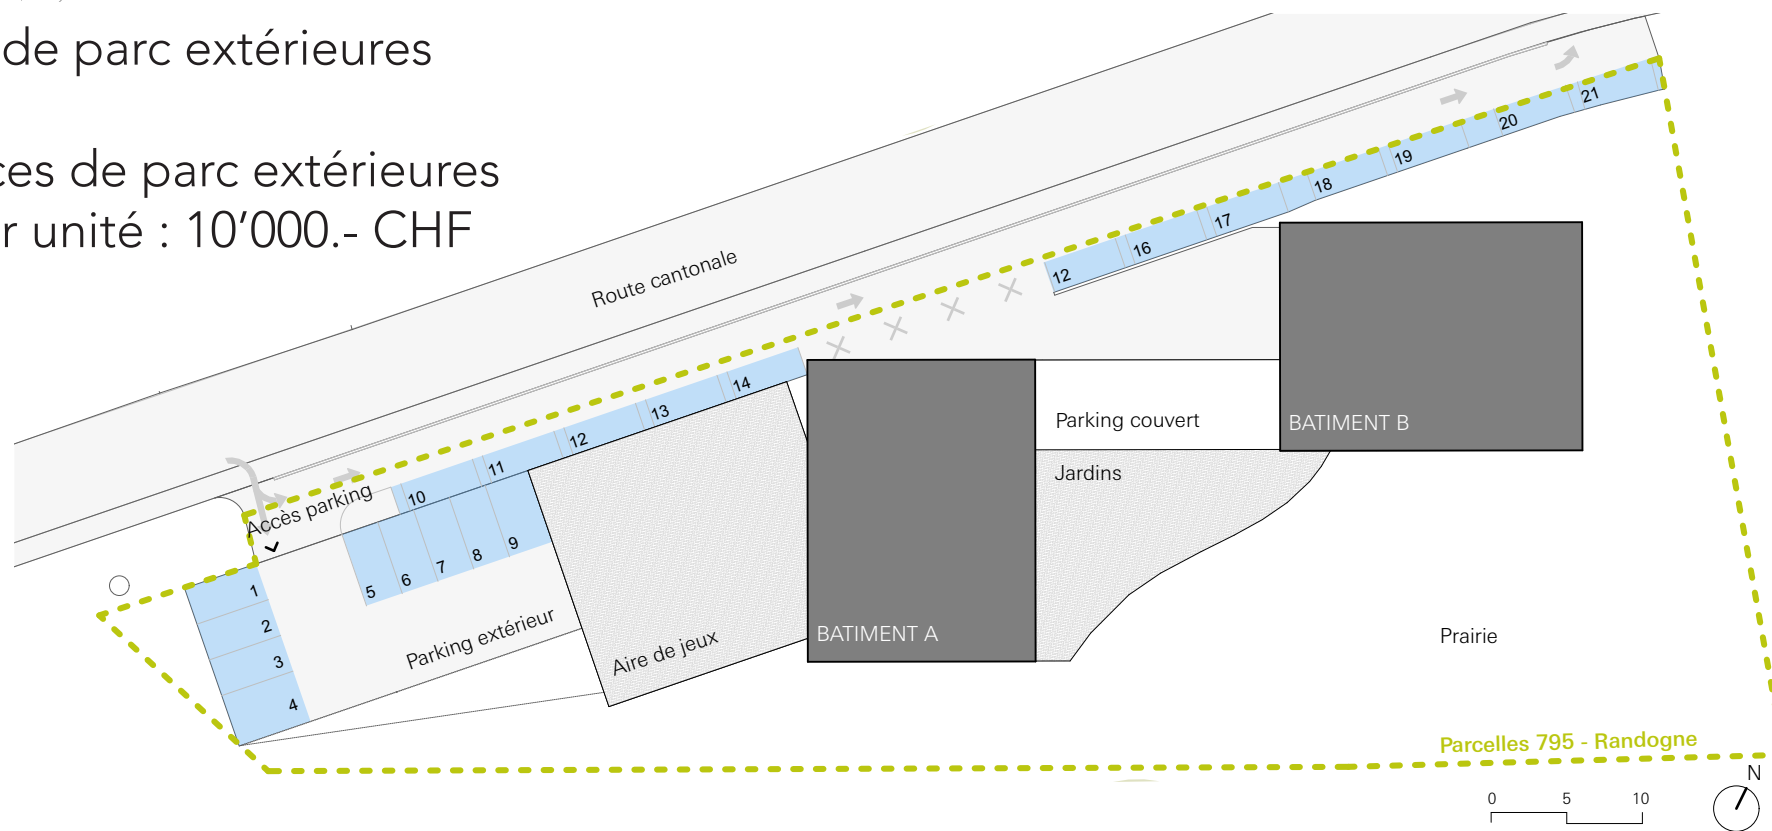 de parc extérieures
ces de parc extérieures
r unité : 10'000.- CHF
Route cantonale
21
20
19
18
17
16
12
14
13
12
11
10
Accès parking
5
6
7
8
9
1
2
3
4
Parking extérieur
Aire de jeux
BATIMENT A
Parking couvert
Jardins
BATIMENT B
Prairie
Parcelles 795 - Randogne
N
0 5 10